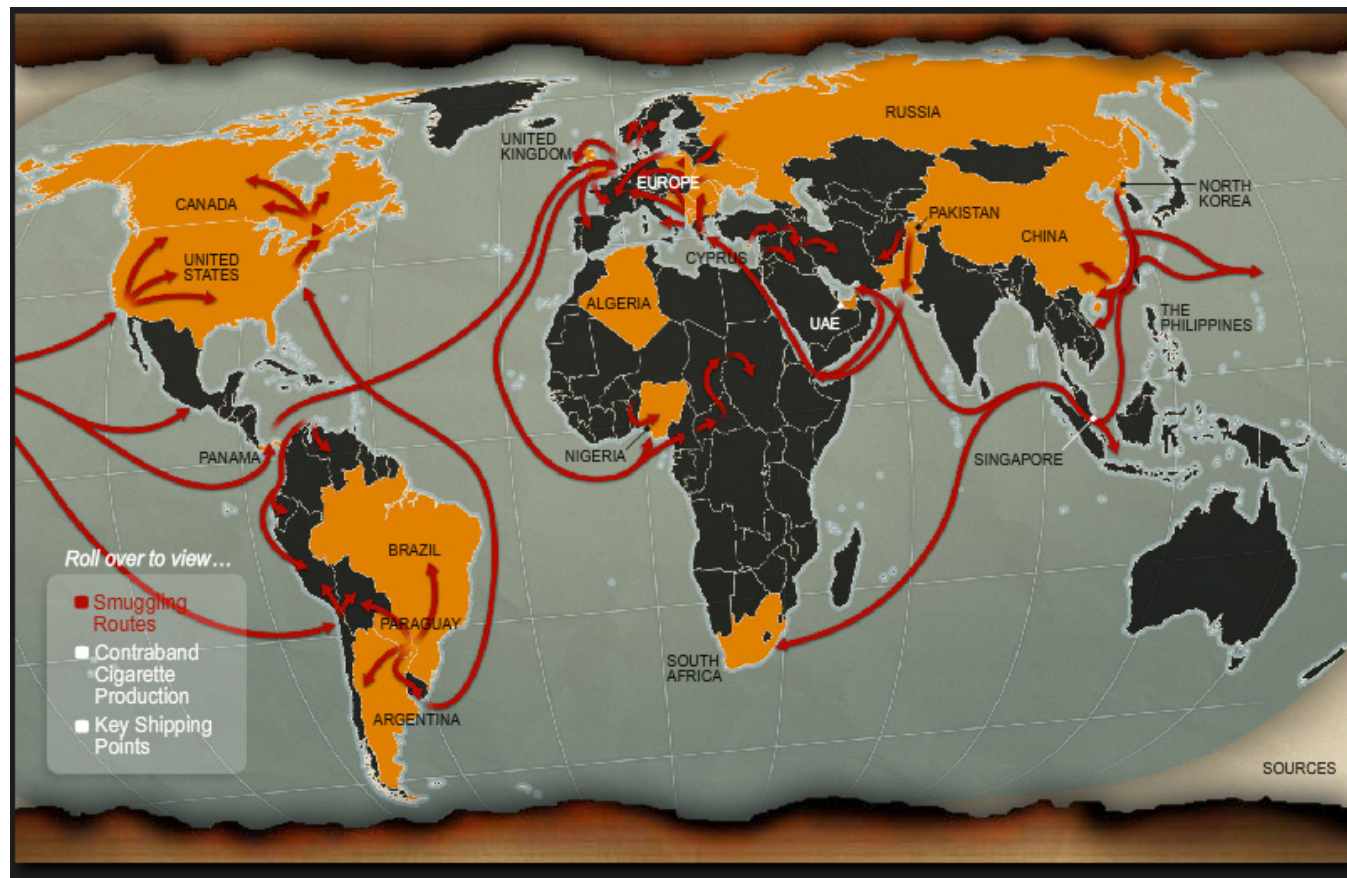 RUSSIA
UNITED
KINGDOM
EUROPE
NORTH
KOREA
CANADA
PAKISTAN
CHINA
UNITED
STATES
CYPRUS
ALGERIA
UAE
THE
PHILIPPINES
PANAMA
NIGERIA
SINGAPORE
BRAZIL
PARAGUAY
SOUTH
AFRICA
ARGENTINA
Roll over to view...
Smuggling
Routes
Contraband
Cigarette
Production
Key Shipping
Points
SOURCES